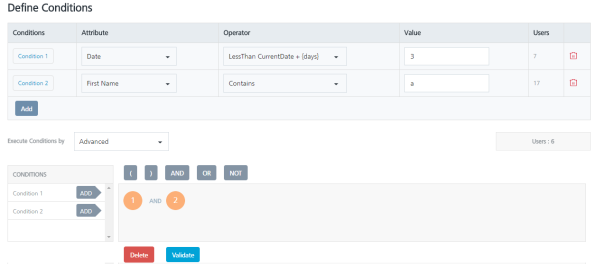 Define Conditions
Conditions Attribute Operator Value Users
Condition 1 Date LessThan CurrentDate + [days] 3 7
Condition 2 First Name Contains a 17
Add
Execute Conditions by Advanced Users : 6
CONDITIONS ( ) AND OR NOT
Condition 1 ADD 1 AND 2
Condition 2 ADD
Delete Validate